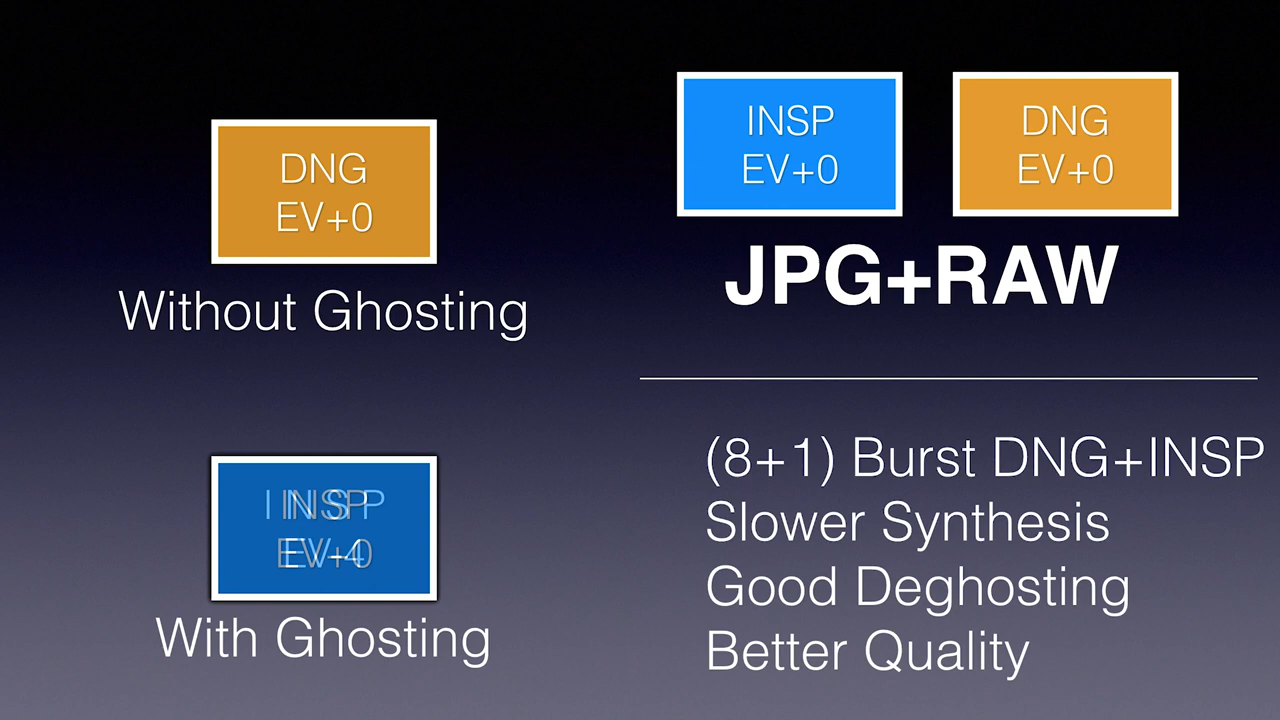 DNG
EV+0
Without Ghosting
With Ghosting
INSP
EV+0
DNG
EV+0
JPG+RAW
(8+1) Burst DNG+INSP
Slower Synthesis
Good Deghosting
Better Quality